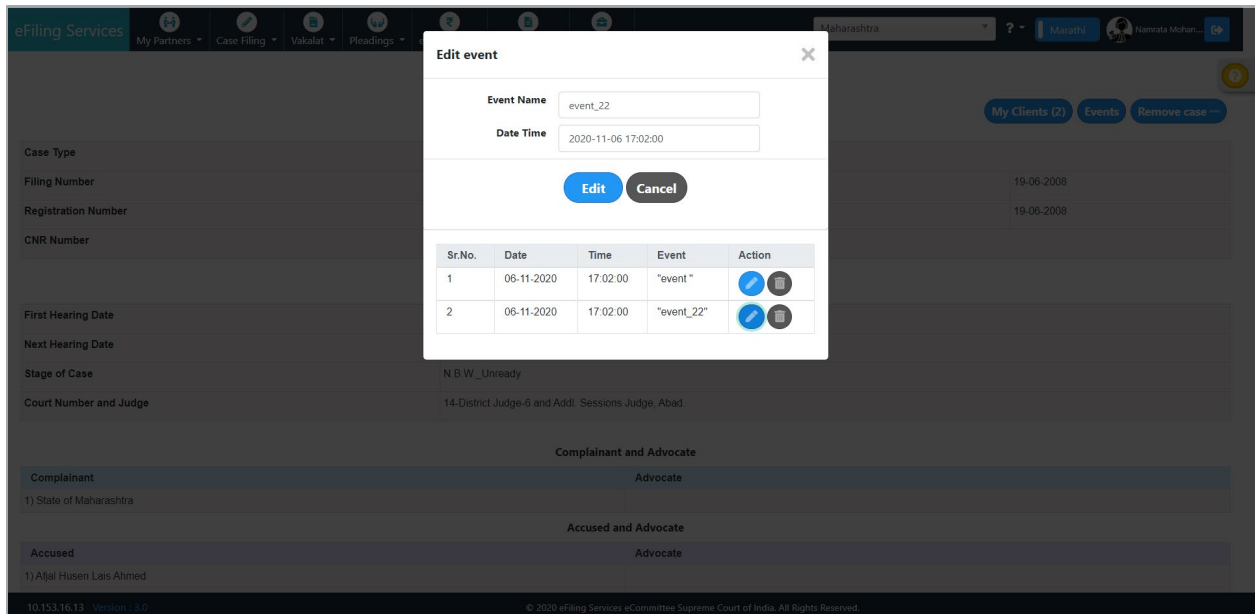 eFiling Services My Partners Case Filing Vakalat Pleadings Maharashtra ? Marathi Namrata Mohan...
Edit event
Event Name event_22
Date Time 2020-11-06 17:02:00
Edit Cancel
My Clients (2) Events Remove case
Case Type
Filing Number 19-06-2008
Registration Number 19-06-2008
CNR Number
Sr.No. Date Time Event Action
1 06-11-2020 17:02:00 "event "
2 06-11-2020 17:02:00 "event_22"
First Hearing Date
Next Hearing Date
Stage of Case N.B.W._Unready
Court Number and Judge 14-District Judge-6 and Addl. Sessions Judge, Abad.
Complainant and Advocate
Complainant Advocate
1) State of Maharashtra
Accused and Advocate
Accused Advocate
1) Afjal Husen Lais Ahmed
10.153.16.13 Version : 3.0 © 2020 eFiling Services eCommittee Supreme Court of India. All Rights Reserved.